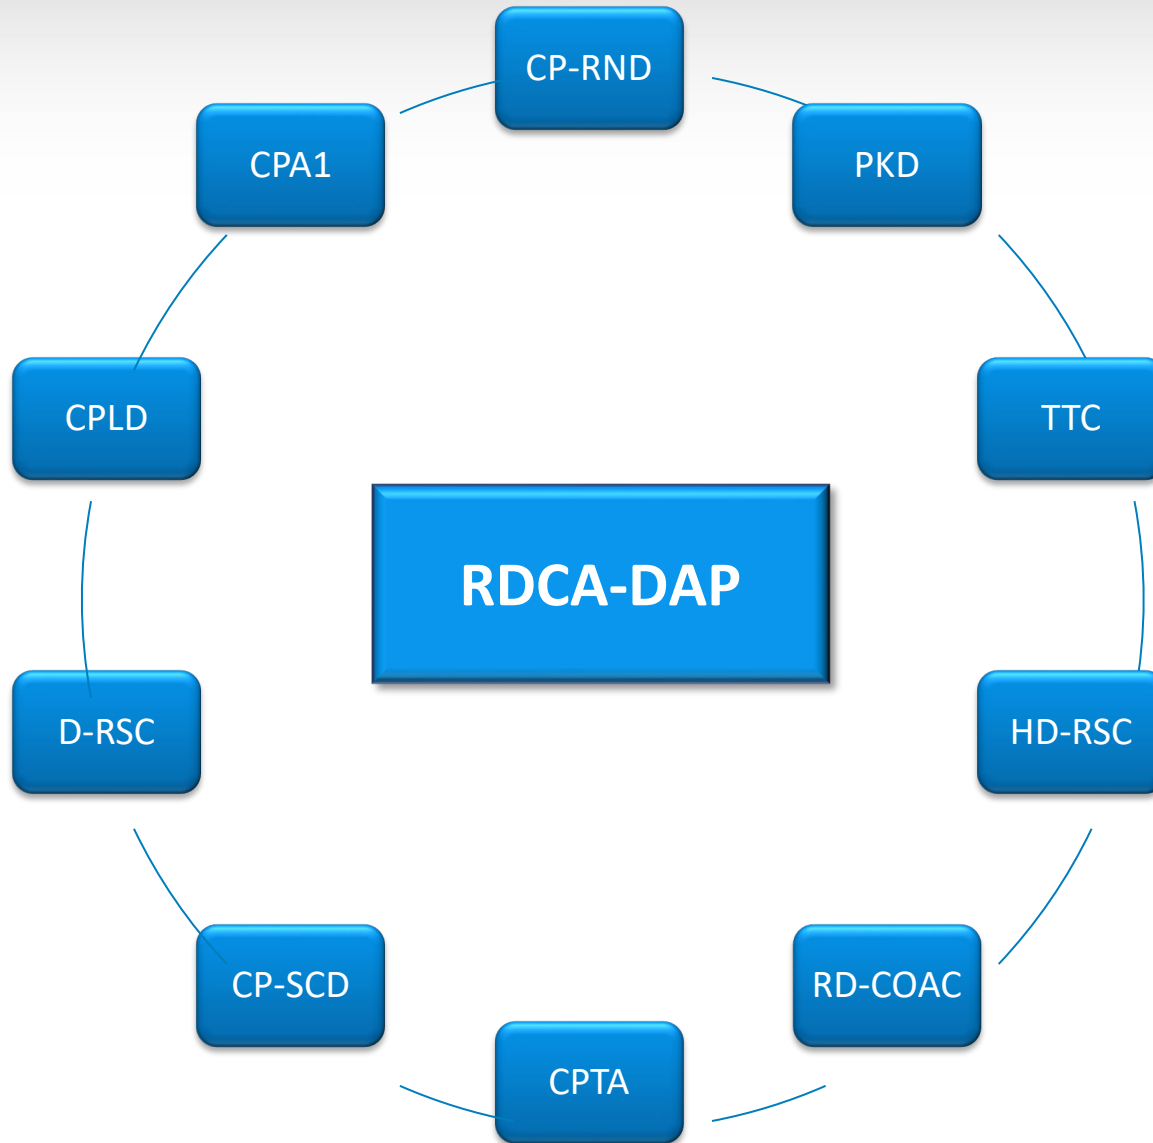 CP-RND
CPA1
PKD
CPLD
TTC
RDCA-DAP
D-RSC
HD-RSC
CP-SCD
RD-COAC
CPTA